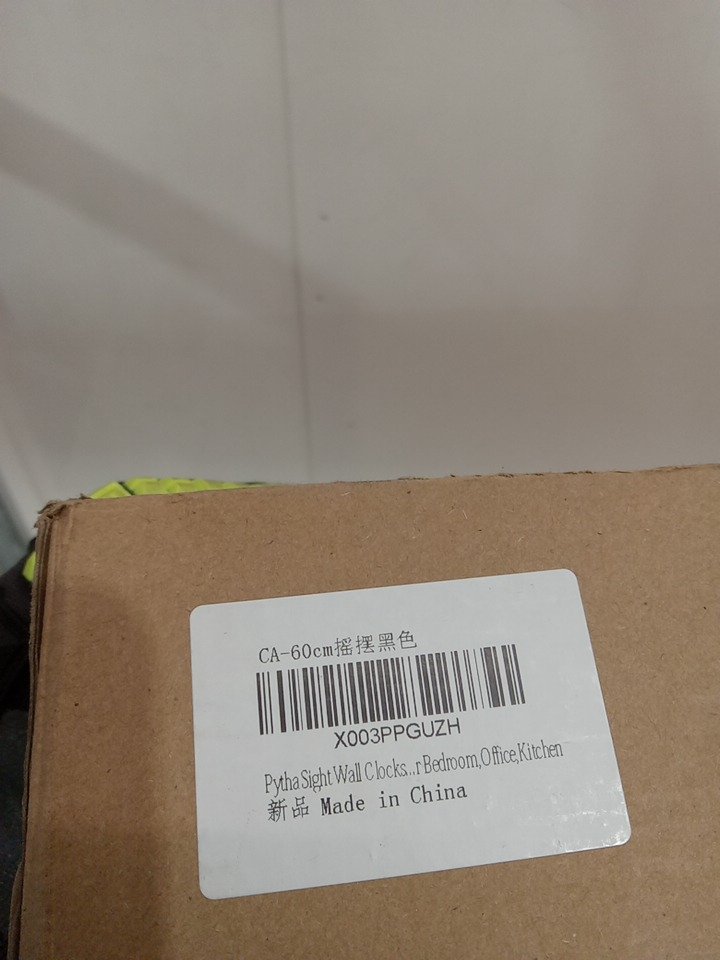 CA-60cm摇摆黑色
X003PPGUZH
Pytha Sight Wall Clocks...r Bedroom,Office,Kitchen
新品 Made in China